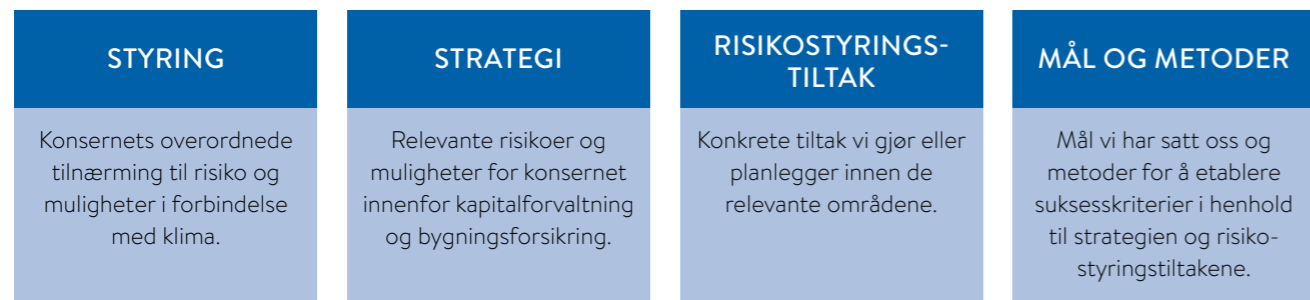 STYRING
Konsernets overordnede
tilnærming til risiko og
muligheter i forbindelse
med klima.
STRATEGI
Relevante risikoer og
muligheter for konsernet
innenfor kapitalforvaltning
og bygningsforsikring.
RISIKOSTYRINGS-
TILTAK
Konkrete tiltak vi gjør eller
planlegger innen de
relevante områdene.
MÅL OG METODER
Mål vi har satt oss og
metoder for å etablere
suksesskriterier i henhold
til strategien og risiko-
styringstiltakene.